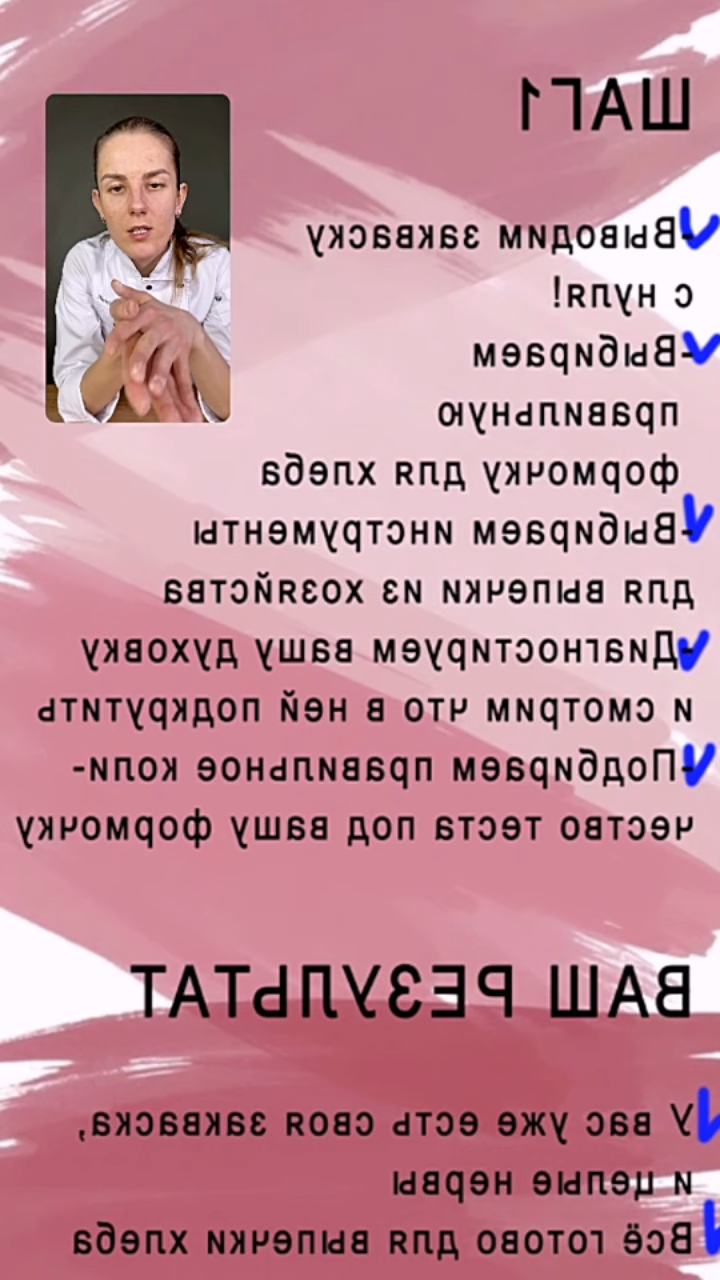 ШАГ1
-Выводим закваску
с нуля!
-Выбираем
правильную
формочку для хлеба
-Выбираем инструменты
для выпечки из хозяйства
-Диагностируем вашу духовку
и смотрим что в ней подкрутить
-Подбираем правильное коли-
чество теста под вашу формочку
ВАШ РЕЗУЛЬТАТ
У вас уже есть своя закваска,
и целые нервы
Всё готово для выпечки хлеба